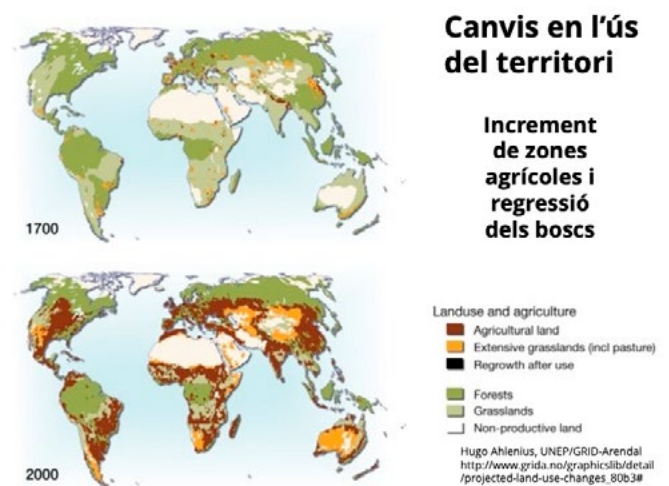 Canvis en l'ús
del territori
Increment
de zones
agrícoles i
regressió
dels boscs
1700
Landuse and agriculture
Agricultural land
Extensive grasslands (incl pasture)
Regrowth after use
Forests
Grasslands
Non-productive land
Hugo Ahlenius, UNEP/GRID-Arendal
http://www.grida.no/graphicslib/detail
/projected-land-use-changes_80b3#
2000